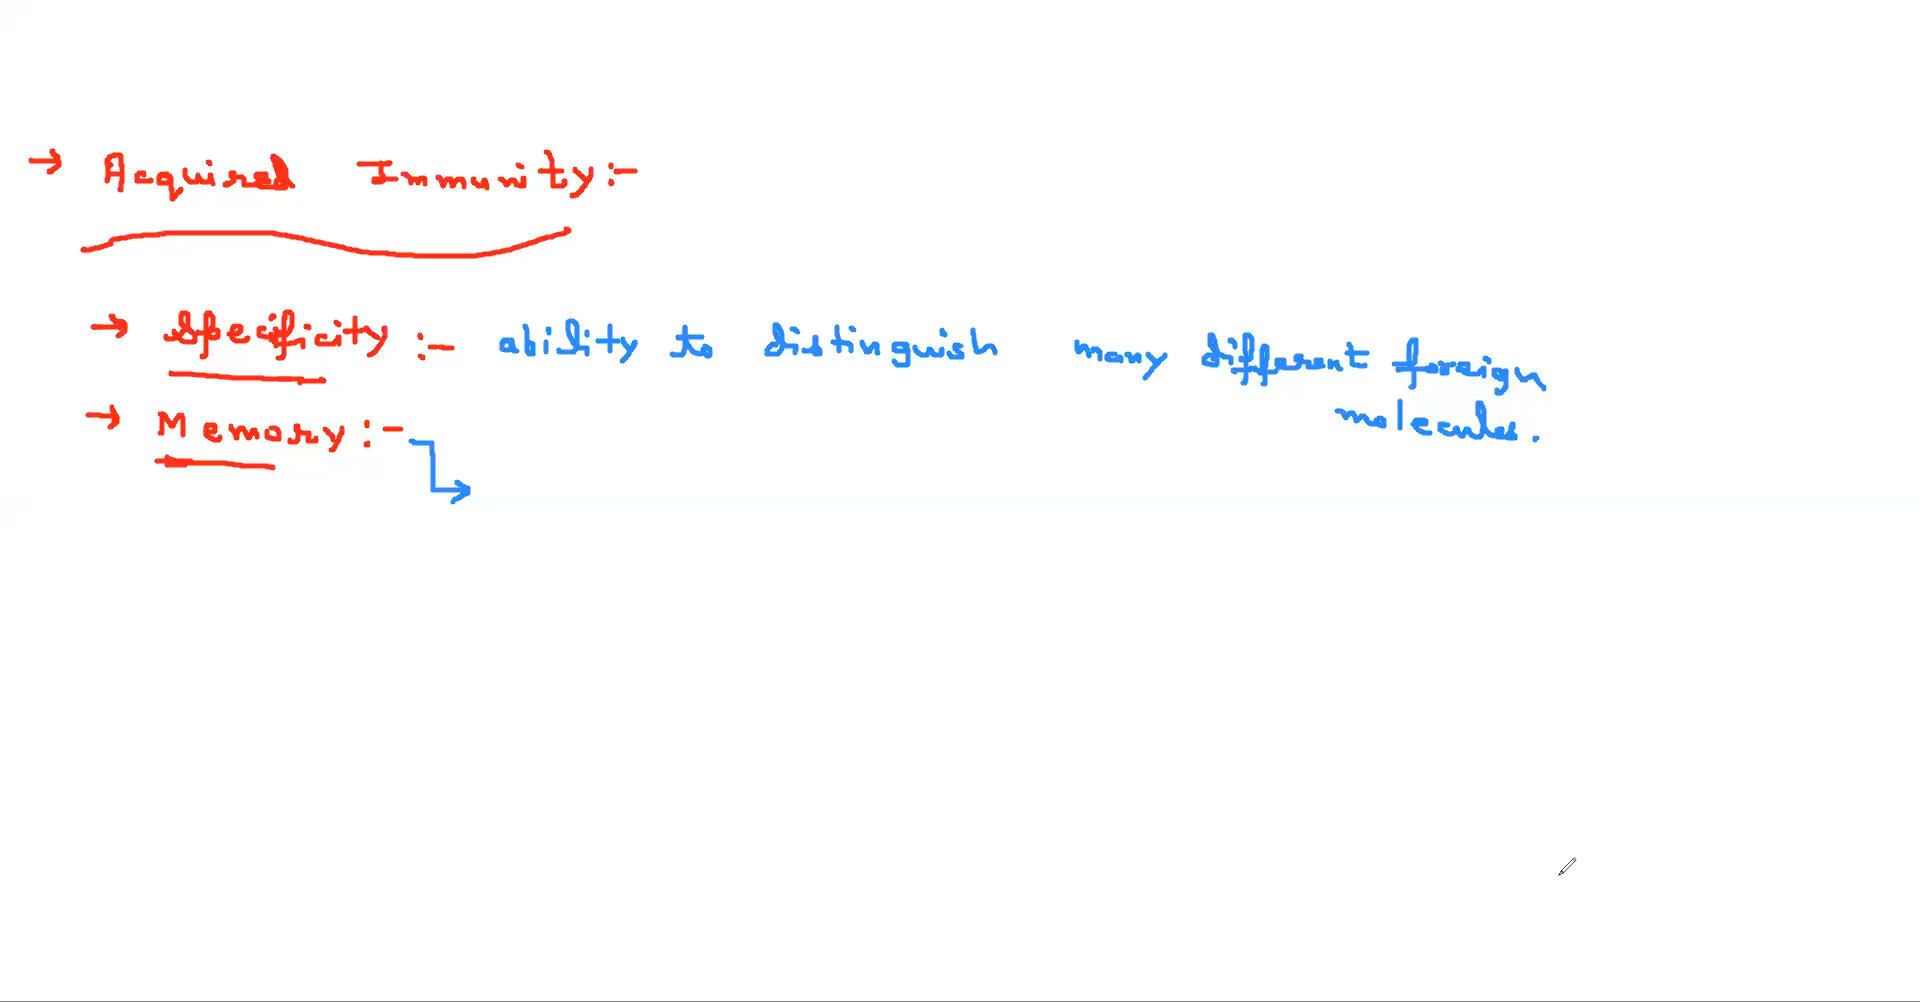 → Acquired Immunity:-
→ Specificity :- ability to distinguish many different foreign
molecules.
→ Memory :-